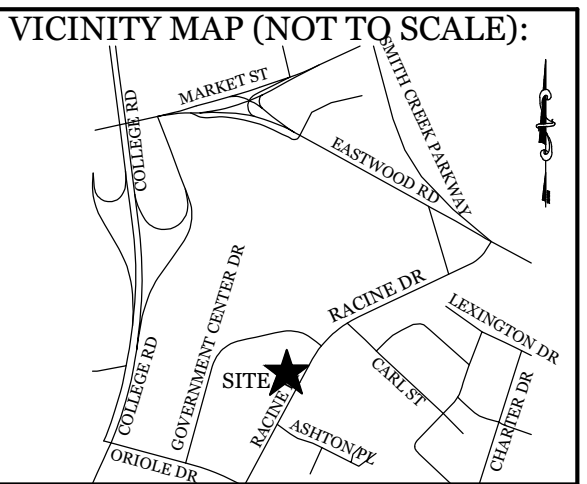 VICINITY MAP (NOT TO SCALE):
MARKET ST
SMITH CREEK PARKWAY
COLLEGE RD
EASTWOOD RD
GOVERNMENT CENTER DR
RACINE DR
LEXINGTON DR
COLLEGE RD
SITE
RACINE
CARL ST
CHARTER DR
ASHTON PL
ORIOLE DR